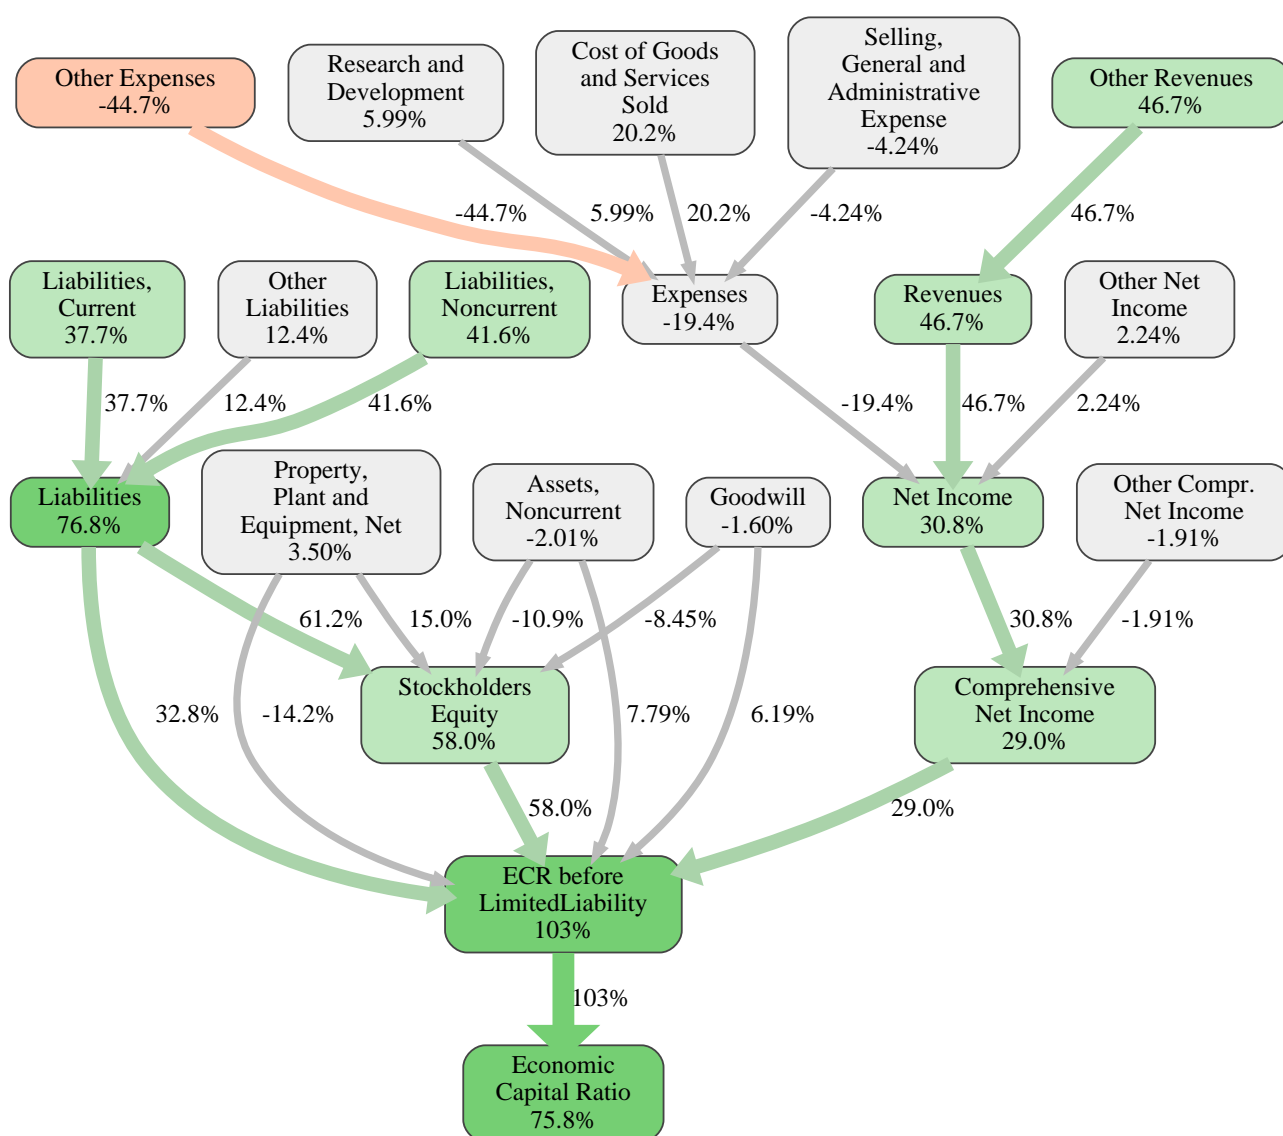 Other Expenses
-44.7%
Research and
Development
5.99%
Cost of Goods
and Services
Sold
20.2%
Selling,
General and
Administrative
Expense
-4.24%
Other Revenues
46.7%
-44.7%
5.99%
20.2%
-4.24%
46.7%
Liabilities,
Current
37.7%
Other
Liabilities
12.4%
Liabilities,
Noncurrent
41.6%
Expenses
-19.4%
Revenues
46.7%
Other Net
Income
2.24%
37.7%
12.4%
41.6%
-19.4%
46.7%
2.24%
Liabilities
76.8%
Property,
Plant and
Equipment, Net
3.50%
Assets,
Noncurrent
-2.01%
Goodwill
-1.60%
Net Income
30.8%
Other Compr.
Net Income
-1.91%
61.2%
15.0%
-10.9%
-8.45%
30.8%
-1.91%
32.8%
-14.2%
Stockholders
Equity
58.0%
7.79%
6.19%
Comprehensive
Net Income
29.0%
58.0%
29.0%
ECR before
LimitedLiability
103%
103%
Economic
Capital Ratio
75.8%